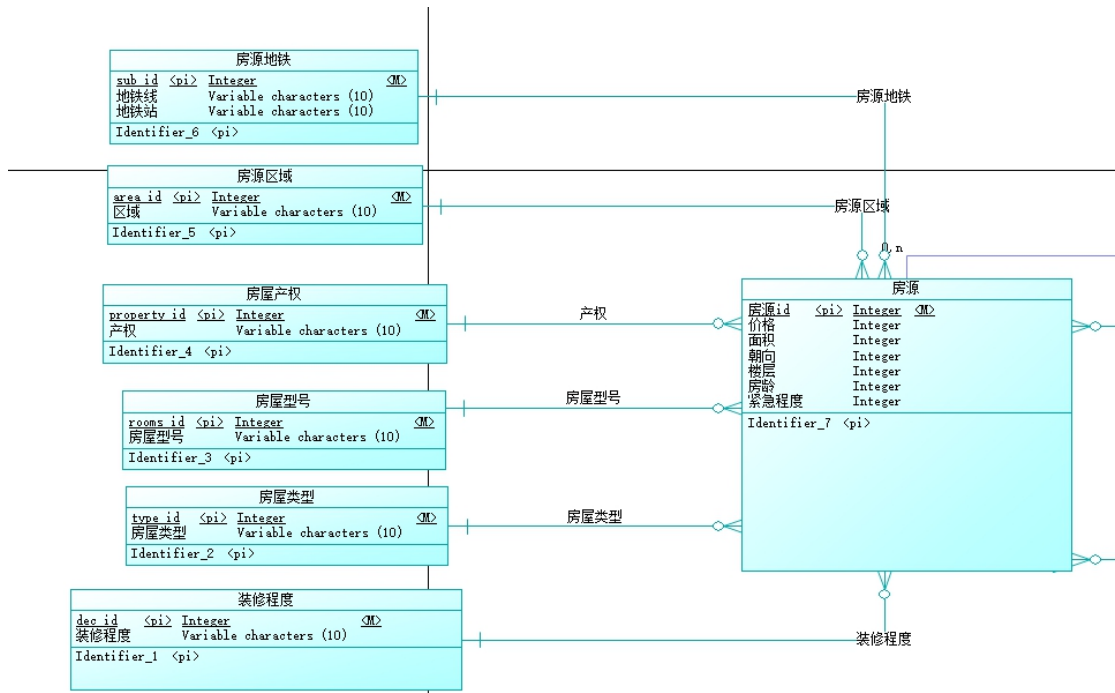 房源地铁
sub_id <pi> Integer <M>
地铁线 Variable characters (10)
地铁站 Variable characters (10)
Identifier_6 <pi>
房源地铁
房源区域
area_id <pi> Integer <M>
区域 Variable characters (10)
Identifier_5 <pi>
房源区域
房屋产权
property_id <pi> Integer <M>
产权 Variable characters (10)
Identifier_4 <pi>
产权
房屋型号
rooms_id <pi> Integer <M>
房屋型号 Variable characters (10)
Identifier_3 <pi>
房屋型号
房屋类型
type_id <pi> Integer <M>
房屋类型 Variable characters (10)
Identifier_2 <pi>
房屋类型
装修程度
dec_id <pi> Integer <M>
装修程度 Variable characters (10)
Identifier_1 <pi>
装修程度
房源
房源id <pi> Integer <M>
价格 Integer
面积 Integer
朝向 Integer
楼层 Integer
房龄 Integer
紧急程度 Integer
Identifier_7 <pi>